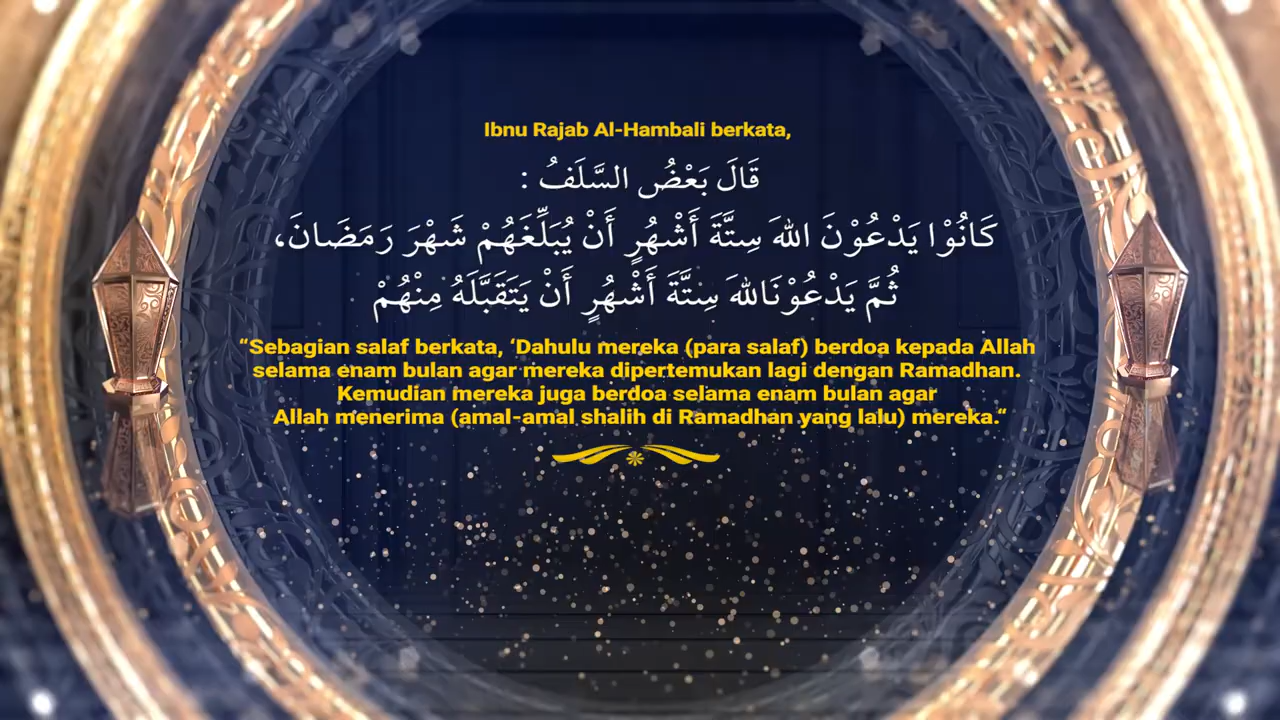 Ibnu Rajab Al-Hambali berkata,
قَالَ بَعْضُ السَّلَفُ :
كَانُوْا يَدْعُوْنَ اللهَ سِتَّةَ أَشْهُرٍ أَنْ يُبَلِّغَهُمْ شَهْرَ رَمَضَانَ،
ثُمَّ يَدْعُوْنَاللهَ سِتَّةَ أَشْهُرٍ أَنْ يَتَقَبَّلَهُ مِنْهُمْ
“Sebagian salaf berkata, ‘Dahulu mereka (para salaf) berdoa kepada Allah
selama enam bulan agar mereka dipertemukan lagi dengan Ramadhan.
Kemudian mereka juga berdoa selama enam bulan agar
Allah menerima (amal-amal shalih di Ramadhan yang lalu) mereka.“